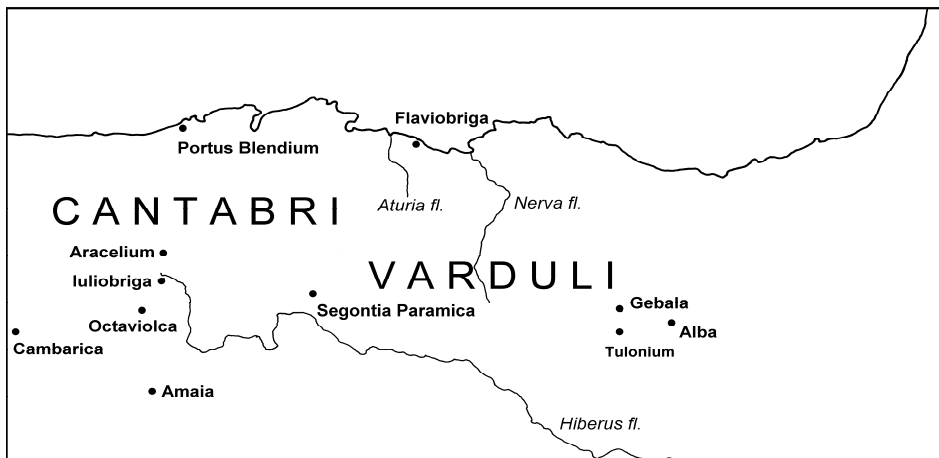 Flaviobriga
Portus Blendium
CANTABRI
Aturia fl.
Nerva fl.
Aracelium
VARDULI
Iuliobriga
Gebala
Segontia Paramica
Octaviolca
Alba
Cambarica
Tulonium
Amaia
Hiberus fl.